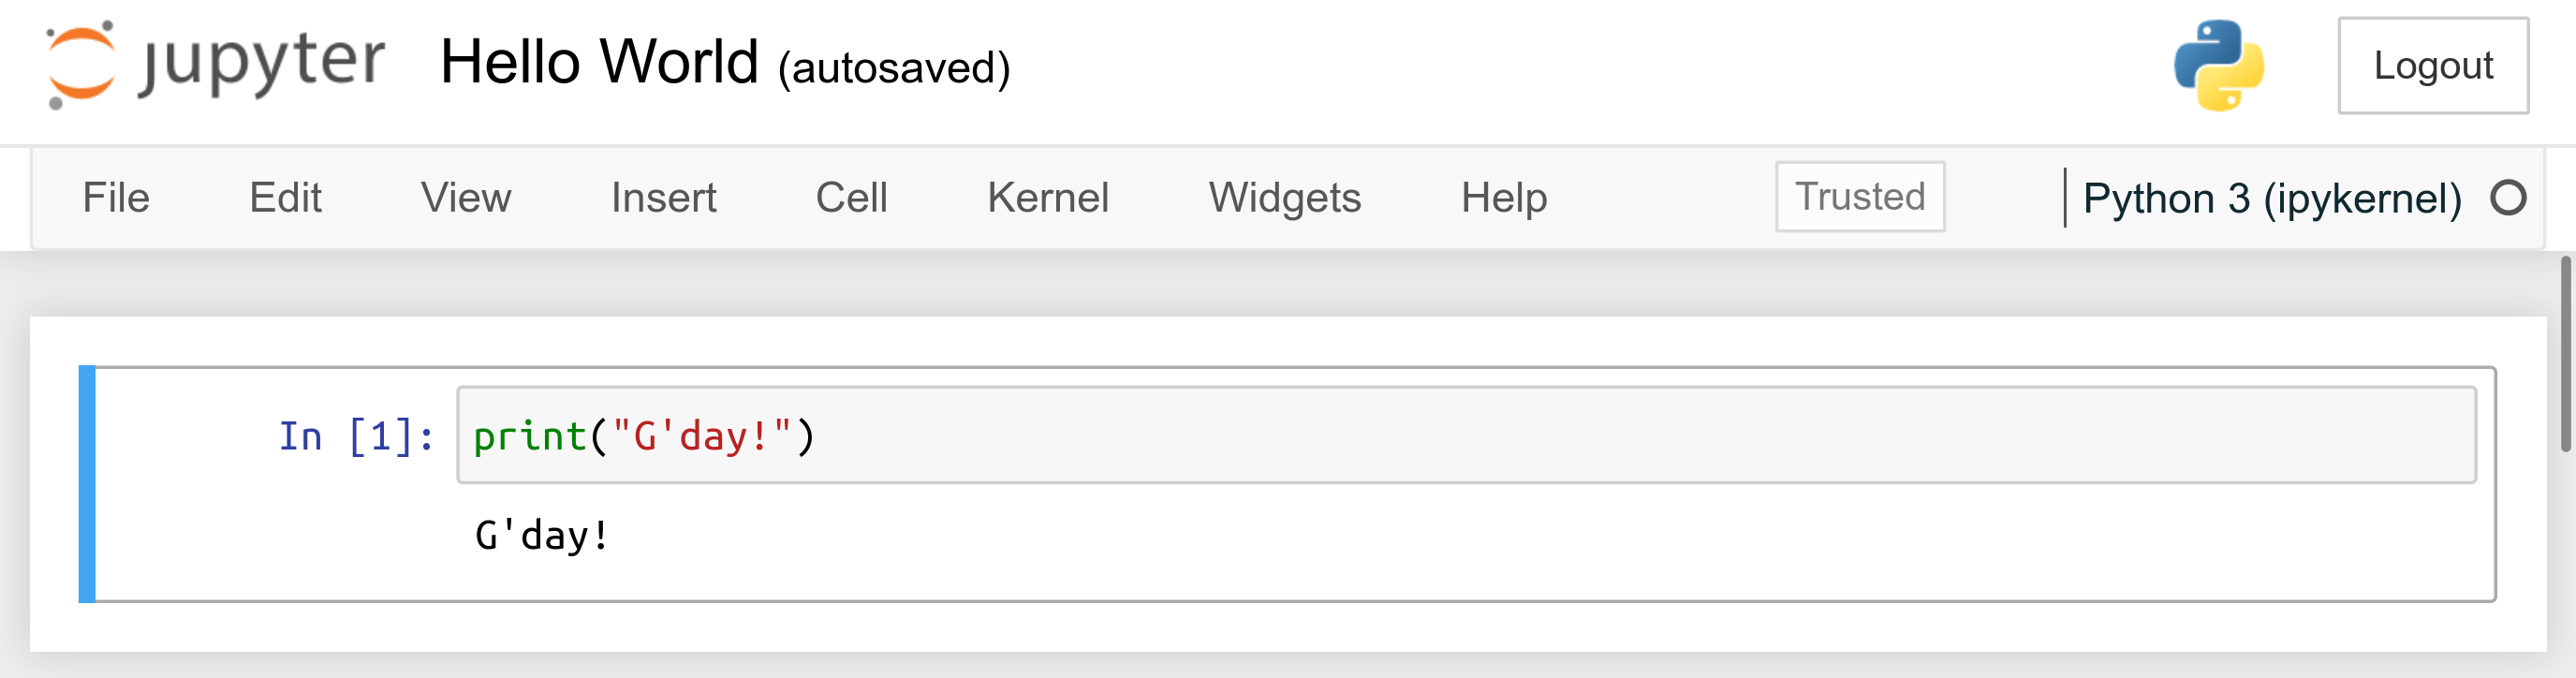 jupyter Hello World (autosaved) Logout
File Edit View Insert Cell Kernel Widgets Help Trusted Python 3 (ipykernel)
In [1]: print("G'day!")
G'day!